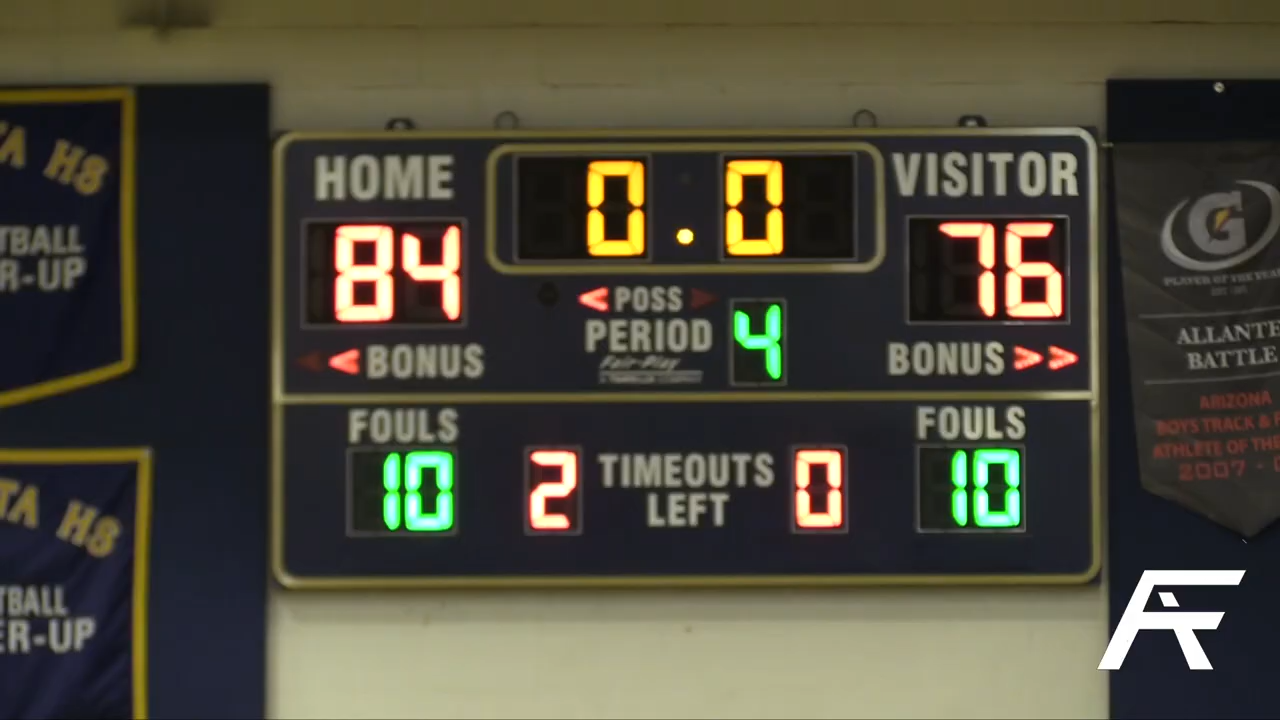 TA HS
TBALL
R-UP
TA HS
TBALL
ER-UP
HOME
0.0
VISITOR
84
76
< POSS
PERIOD
4
Fair-Play
< BONUS
BONUS >>
FOULS
10
2
TIMEOUTS
LEFT
0
FOULS
10
G
PLAYER OF THE YEAR
ALLANTE
BATTLE
ARIZONA
BOYS TRACK &
ATHLETE OF THE
2007 -